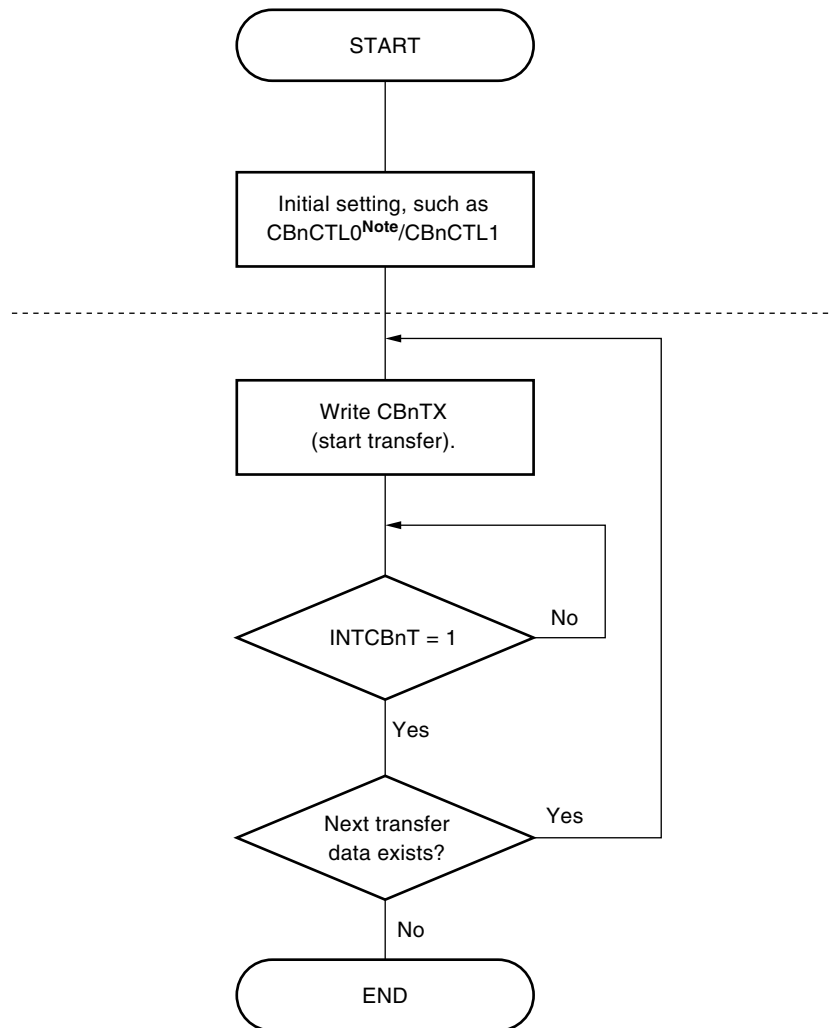 START
Initial setting, such as
CBnCTL0Note/CBnCTL1
Write CBnTX
(start transfer).
INTCBnT = 1
No
Yes
Next transfer
data exists?
Yes
No
END